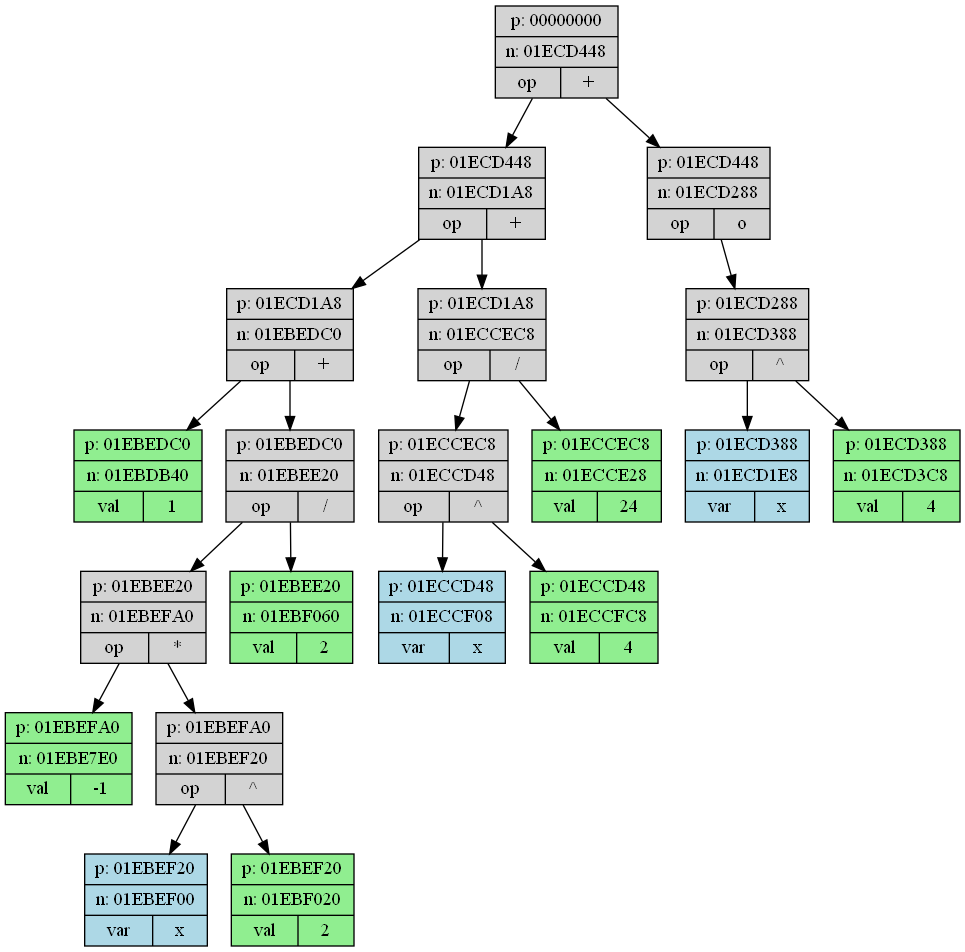 p: 00000000
n: 01ECD448
op +
p: 01ECD448
n: 01ECD1A8
op +
p: 01ECD448
n: 01ECD288
op o
p: 01ECD1A8
n: 01EBEDC0
op +
p: 01ECD1A8
n: 01ECCEC8
op /
p: 01ECD288
n: 01ECD388
op ^
p: 01EBEDC0
n: 01EBDB40
val 1
p: 01EBEDC0
n: 01EBEE20
op /
p: 01ECCEC8
n: 01ECCD48
op ^
p: 01ECCEC8
n: 01ECCE28
val 24
p: 01ECD388
n: 01ECD1E8
var x
p: 01ECD388
n: 01ECD3C8
val 4
p: 01EBEE20
n: 01EBEFA0
op *
p: 01EBEE20
n: 01EBF060
val 2
p: 01ECCD48
n: 01ECCF08
var x
p: 01ECCD48
n: 01ECCFC8
val 4
p: 01EBEFA0
n: 01EBE7E0
val -1
p: 01EBEFA0
n: 01EBEF20
op ^
p: 01EBEF20
n: 01EBEF00
var x
p: 01EBEF20
n: 01EBF020
val 2